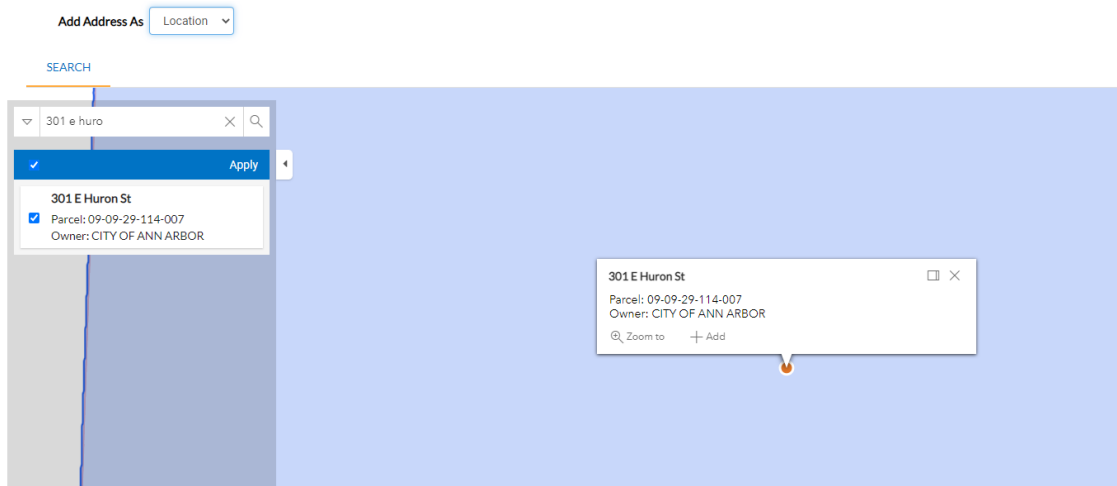 Add Address As Location
SEARCH
301 e huro
Apply
301 E Huron St
Parcel: 09-09-29-114-007
Owner: CITY OF ANN ARBOR
301 E Huron St
Parcel: 09-09-29-114-007
Owner: CITY OF ANN ARBOR
Zoom to Add